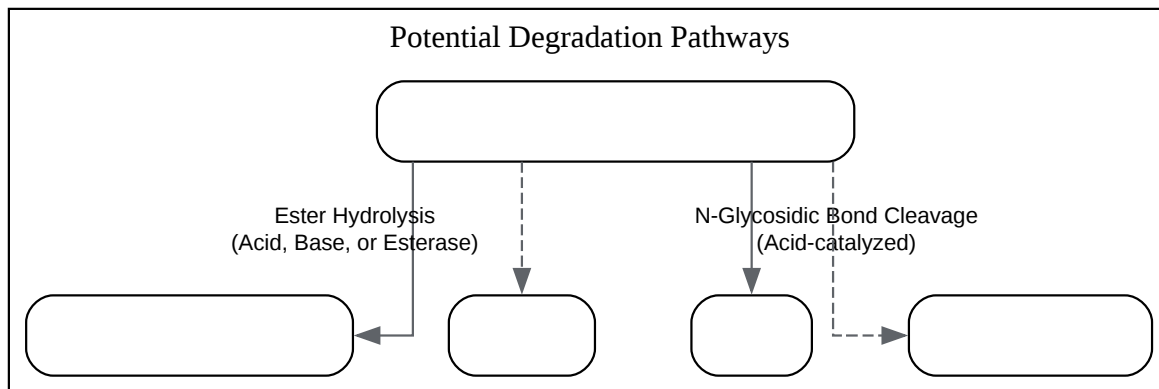 Potential Degradation Pathways
Ester Hydrolysis
(Acid, Base, or Esterase)
N-Glycosidic Bond Cleavage
(Acid-catalyzed)